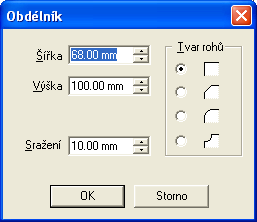 Obdélník
Šířka 68.00 mm
Výška 100.00 mm
Sražení 10.00 mm
Tvar rohů
OK Storno